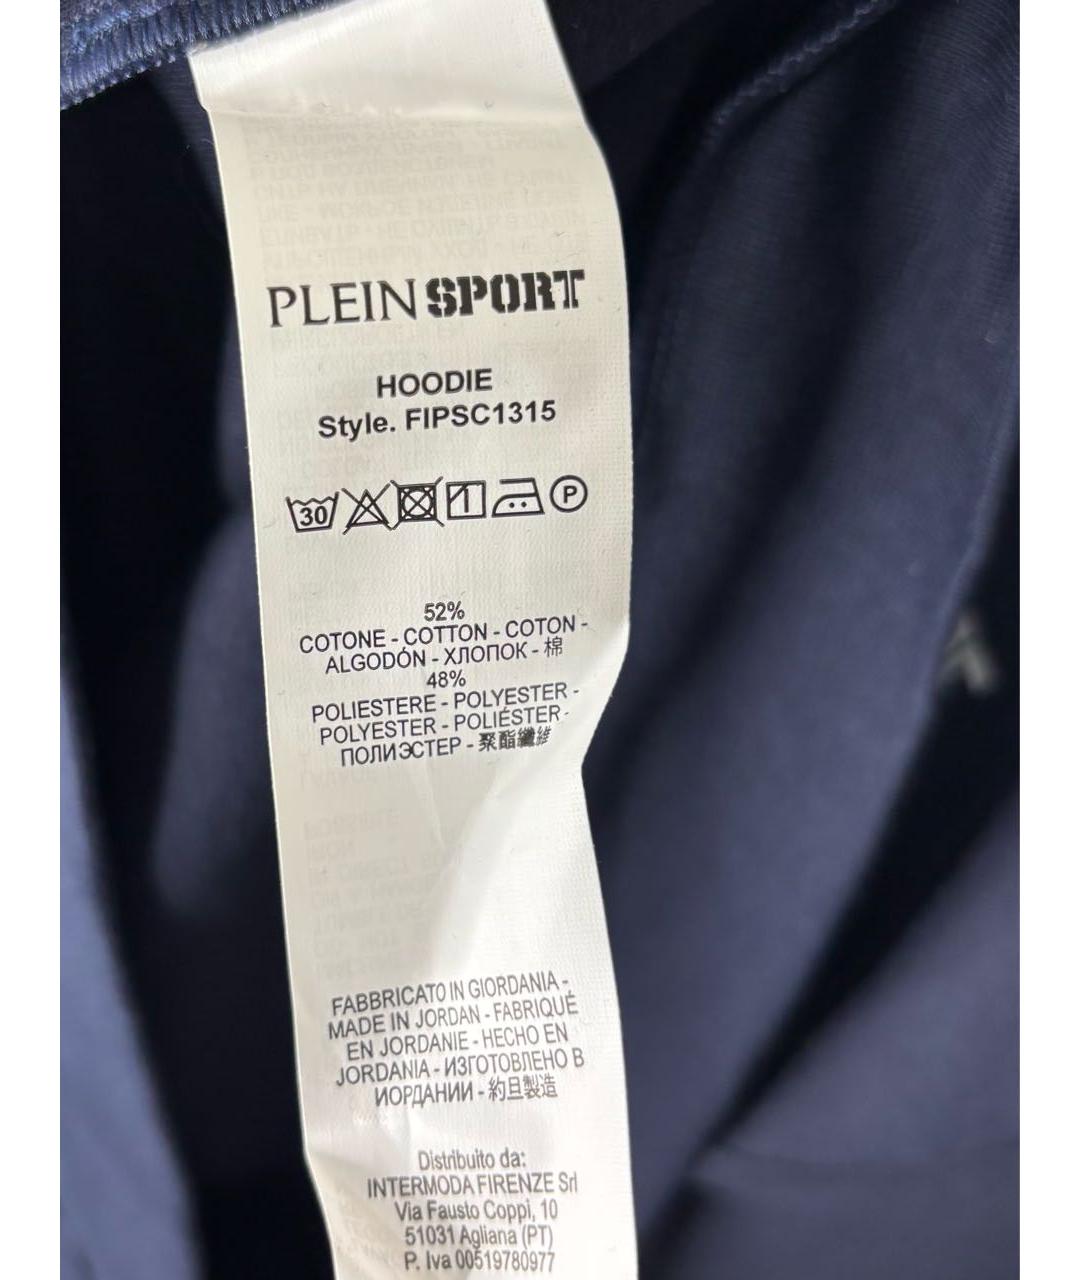 PLEIN SPORT
HOODIE
Style. FIPSC1315
30 P
52%
COTONE - COTTON - COTON -
ALGODÓN - ХЛОПОК - 棉
48%
POLIESTERE - POLYESTER -
POLYESTER - POLIÉSTER-
ПОЛИЭСТЕР - 聚酯纖維
FABBRICATO IN GIORDANIA -
MADE IN JORDAN - FABRIQUÉ
EN JORDANIE - HECHO EN
JORDANIA - ИЗГОТОВЛЕНО В
ИОРДАНИИ - 約旦製造
Distribuito da:
INTERMODA FIRENZE Srl
Via Fausto Coppi, 10
51031 Agliana (PT)
P. Iva 00519780977